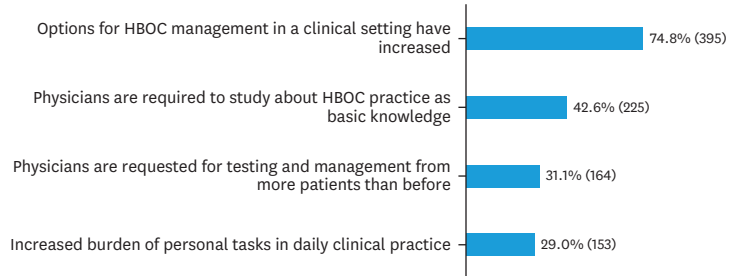 Options for HBOC management in a clinical setting have
increased
74.8% (395)
Physicians are required to study about HBOC practice as
basic knowledge
42.6% (225)
Physicians are requested for testing and management from
more patients than before
31.1% (164)
Increased burden of personal tasks in daily clinical practice
29.0% (153)